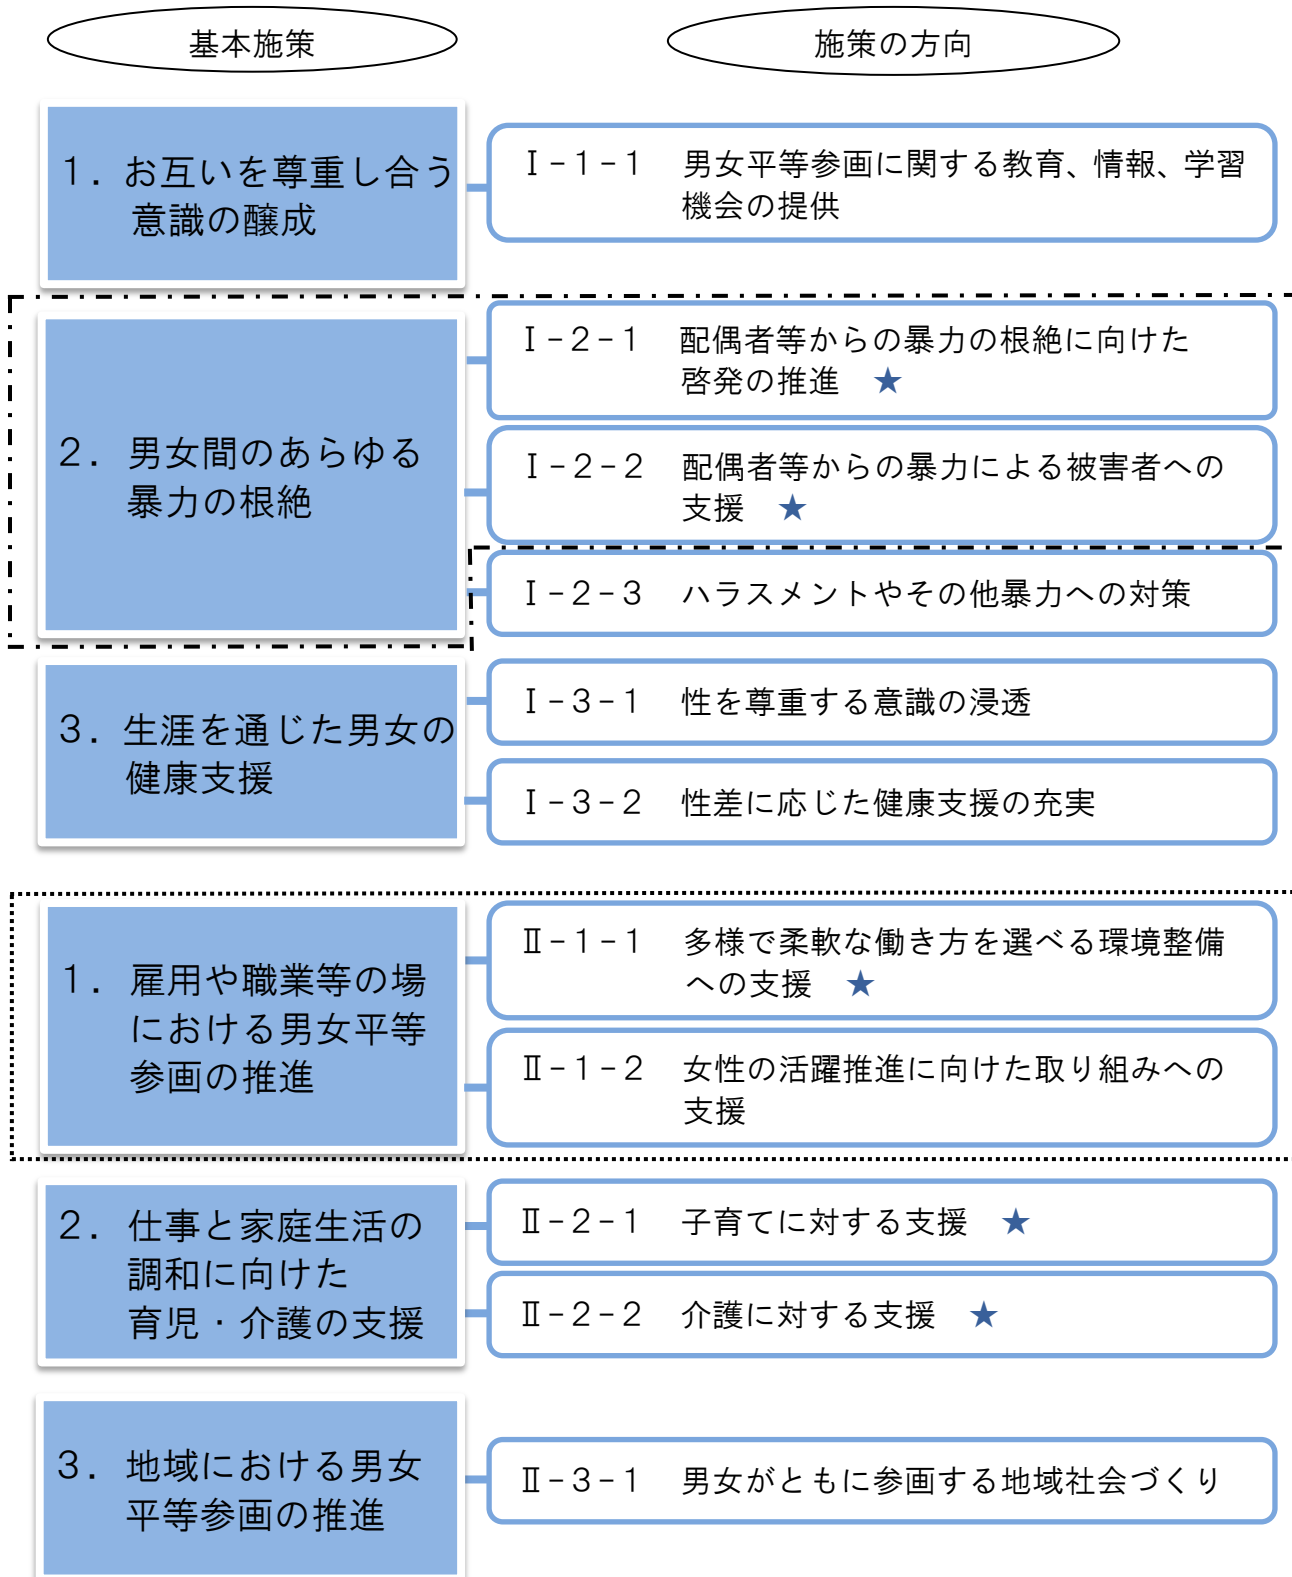 基本施策
施策の方向
1．お互いを尊重し合う
意識の醸成
Ⅰ-1-1　男女平等参画に関する教育、情報、学習
機会の提供
2．男女間のあらゆる
暴力の根絶
Ⅰ-2-1　配偶者等からの暴力の根絶に向けた
啓発の推進　★
Ⅰ-2-2　配偶者等からの暴力による被害者への
支援　★
Ⅰ-2-3　ハラスメントやその他暴力への対策
3．生涯を通じた男女の
健康支援
Ⅰ-3-1　性を尊重する意識の浸透
Ⅰ-3-2　性差に応じた健康支援の充実
1．雇用や職業等の場
における男女平等
参画の推進
Ⅱ-1-1　多様で柔軟な働き方を選べる環境整備
への支援　★
Ⅱ-1-2　女性の活躍推進に向けた取り組みへの
支援
2．仕事と家庭生活の
調和に向けた
育児・介護の支援
Ⅱ-2-1　子育てに対する支援　★
Ⅱ-2-2　介護に対する支援　★
3．地域における男女
平等参画の推進
Ⅱ-3-1　男女がともに参画する地域社会づくり